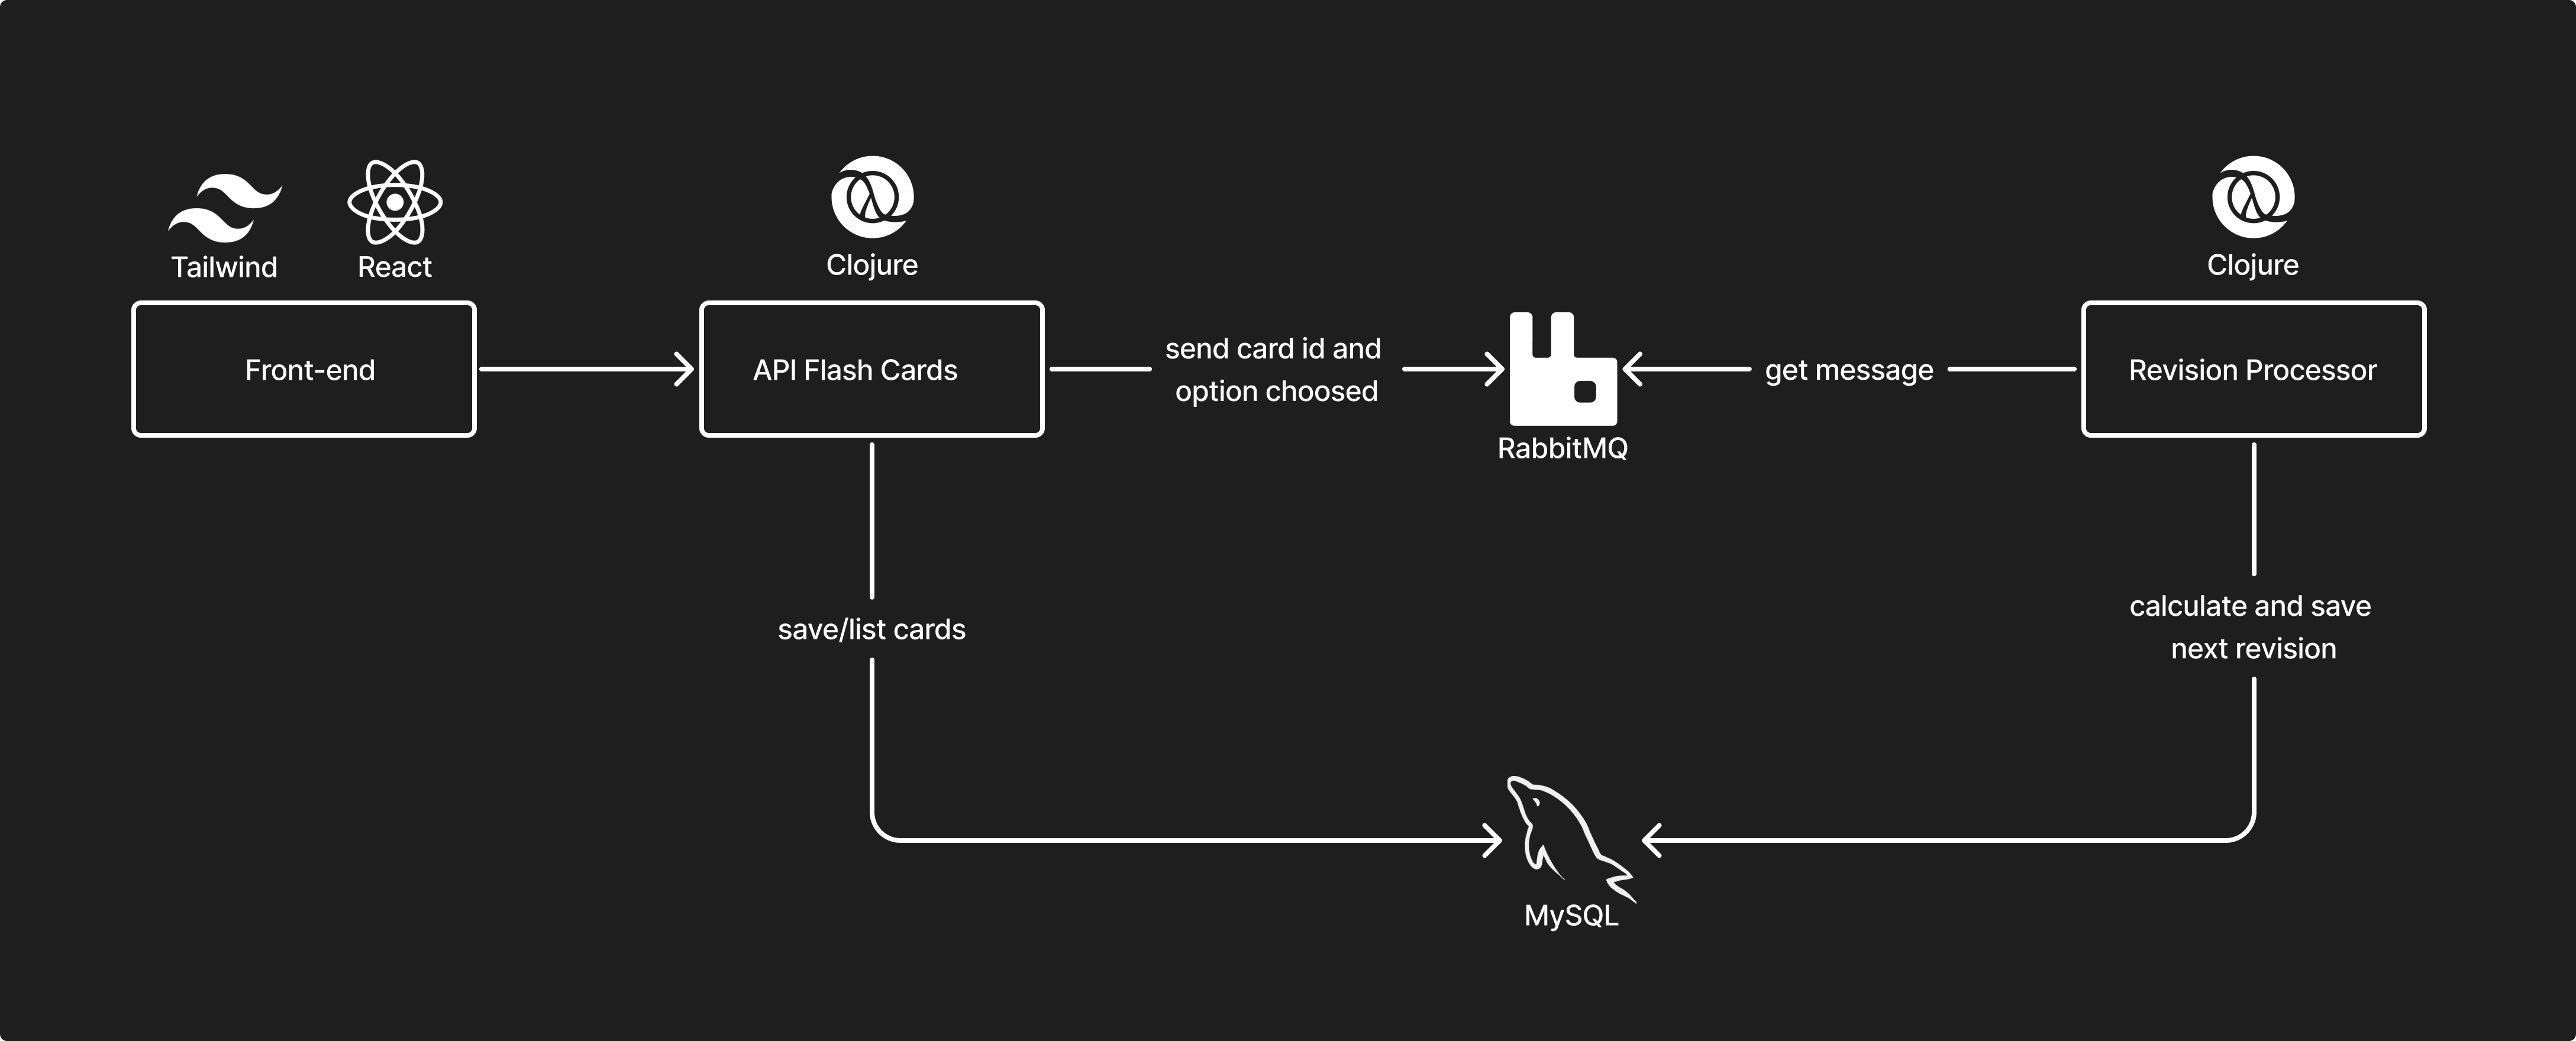 Tailwind
React
Clojure
Clojure
Front-end
API Flash Cards
send card id and
option choosed
RabbitMQ
get message
Revision Processor
save/list cards
calculate and save
next revision
MySQL